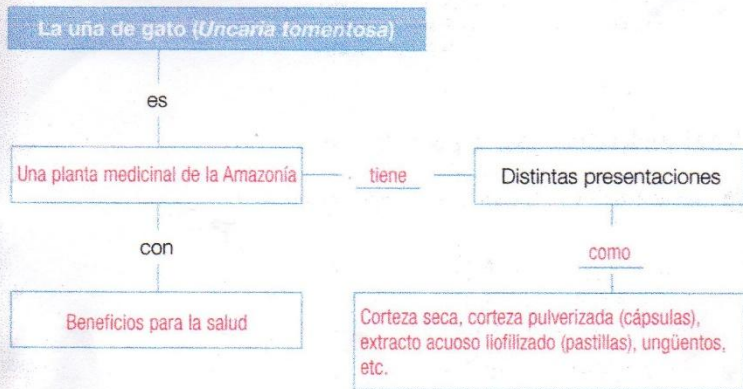 La uña de gato (Uncaria tomentosa)
es
Una planta medicinal de la Amazonía
tiene
Distintas presentaciones
con
como
Beneficios para la salud
Corteza seca, corteza pulverizada (cápsulas),
extracto acuoso liofilizado (pastillas), ungüentos,
etc.